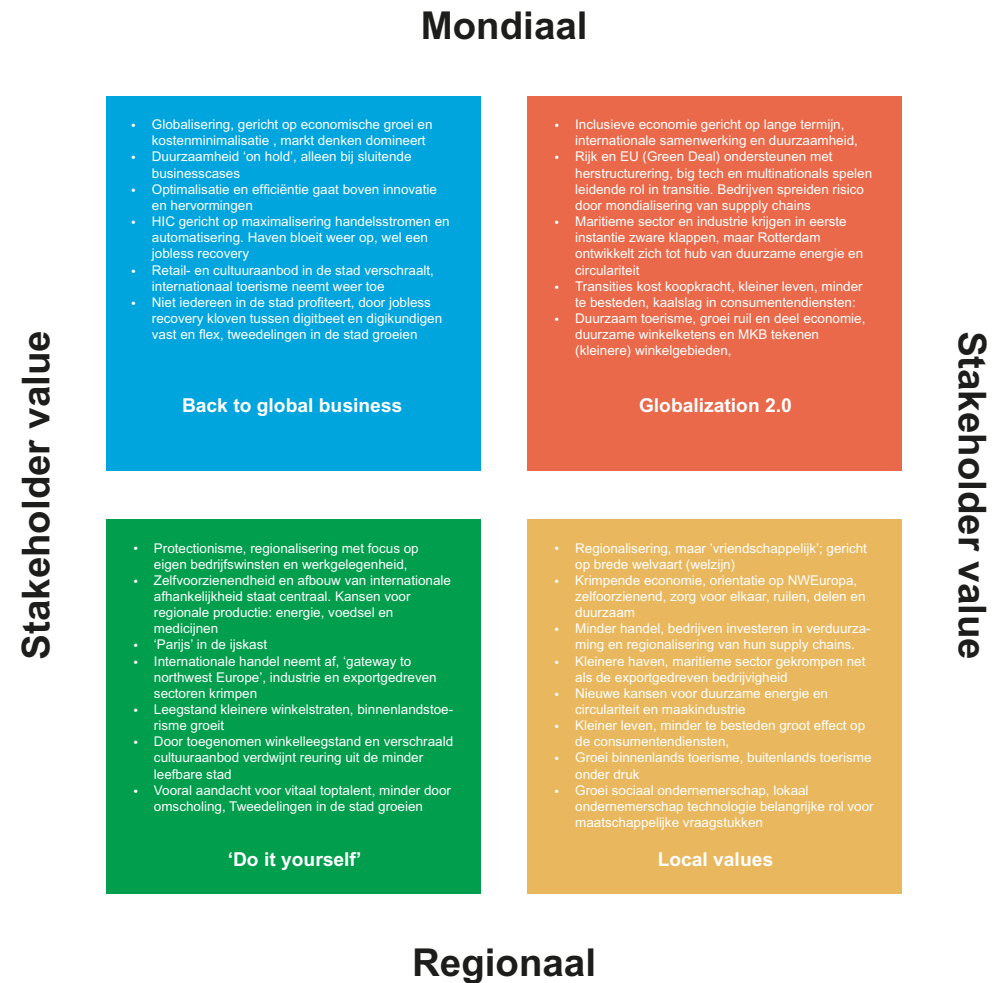 Mondiaal
Stakeholder value
• Globalisering, gericht op economische groei en
kostenminimalisatie , markt denken domineert
• Duurzaamheid ‘on hold’, alleen bij sluitende
businesscases
• Optimalisatie en efficiëntie gaat boven innovatie
en hervormingen
• HIC gericht op maximalisering handelsstromen en
automatisering. Haven bloeit weer op, wel een
jobless recovery
• Retail- en cultuuraanbod in de stad verschraalt,
internationaal toerisme neemt weer toe
• Niet iedereen in de stad profiteert, door jobless
recovery kloven tussen digitbeet en digikundigen
vast en flex, tweedelingen in de stad groeien
Back to global business
• Inclusieve economie gericht op lange termijn,
internationale samenwerking en duurzaamheid,
• Rijk en EU (Green Deal) ondersteunen met
herstructurering, big tech en multinationals spelen
leidende rol in transitie. Bedrijven spreiden risico
door mondialisering van suppply chains
• Maritieme sector en industrie krijgen in eerste
instantie zware klappen, maar Rotterdam
ontwikkelt zich tot hub van duurzame energie en
circulariteit
• Transities kost koopkracht, kleiner leven, minder
te besteden, kaalslag in consumentendiensten:
• Duurzaam toerisme, groei ruil en deel economie,
duurzame winkelketens en MKB tekenen
(kleinere) winkelgebieden,
Globalization 2.0
Stakeholder value
• Protectionisme, regionalisering met focus op
eigen bedrijfswinsten en werkgelegenheid,
• Zelfvoorzienendheid en afbouw van internationale
afhankelijkheid staat centraal. Kansen voor
regionale productie: energie, voedsel en
medicijnen
• ‘Parijs’ in de ijskast
• Internationale handel neemt af, ‘gateway to
northwest Europe’, industrie en exportgedreven
sectoren krimpen
• Leegstand kleinere winkelstraten, binnenlandstoe-
risme groeit
• Door toegenomen winkelleegstand en verschraald
cultuuraanbod verdwijnt reuring uit de minder
leefbare stad
• Vooral aandacht voor vitaal toptalent, minder door
omscholing, Tweedelingen in de stad groeien
‘Do it yourself’
• Regionalisering, maar ’vriendschappelijk’; gericht
op brede welvaart (welzijn)
• Krimpende economie, orientatie op NWEuropa,
zelfoorzienend, zorg voor elkaar, ruilen, delen en
duurzaam
• Minder handel, bedrijven investeren in verduurza-
ming en regionalisering van hun supply chains.
• Kleinere haven, maritieme sector gekrompen net
als de exportgedreven bedrijvigheid
• Nieuwe kansen voor duurzame energie en
circulariteit en maakindustrie
• Kleiner leven, minder te besteden groot effect op
de consumentendiensten,
• Groei binnenlands toerisme, buitenlands toerisme
onder druk
• Groei sociaal ondernemerschap, lokaal
ondernemerschap technologie belangrijke rol voor
maatschappelijke vraagstukken
Local values
Regionaal